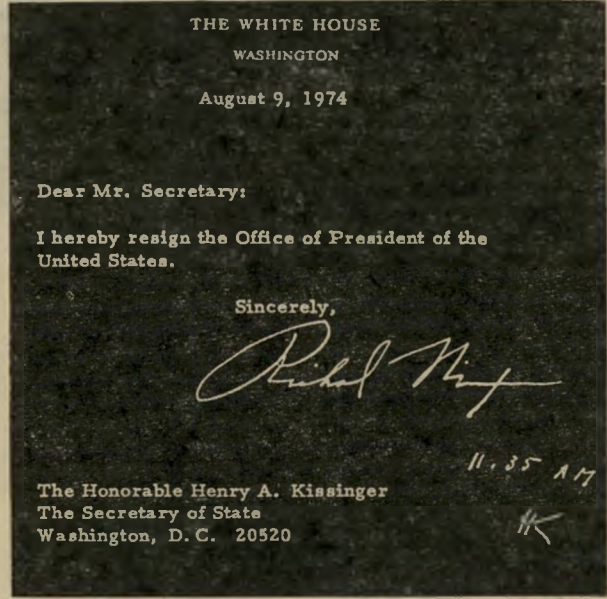 THE WHITE HOUSE
WASHINGTON
August 9, 1974
Dear Mr. Secretary:
I hereby resign the Office of President of the
United States.
Sincerely,
Richard Nixon
11.35 AM
The Honorable Henry A. Kissinger
The Secretary of State
Washington, D.C. 20520
HK